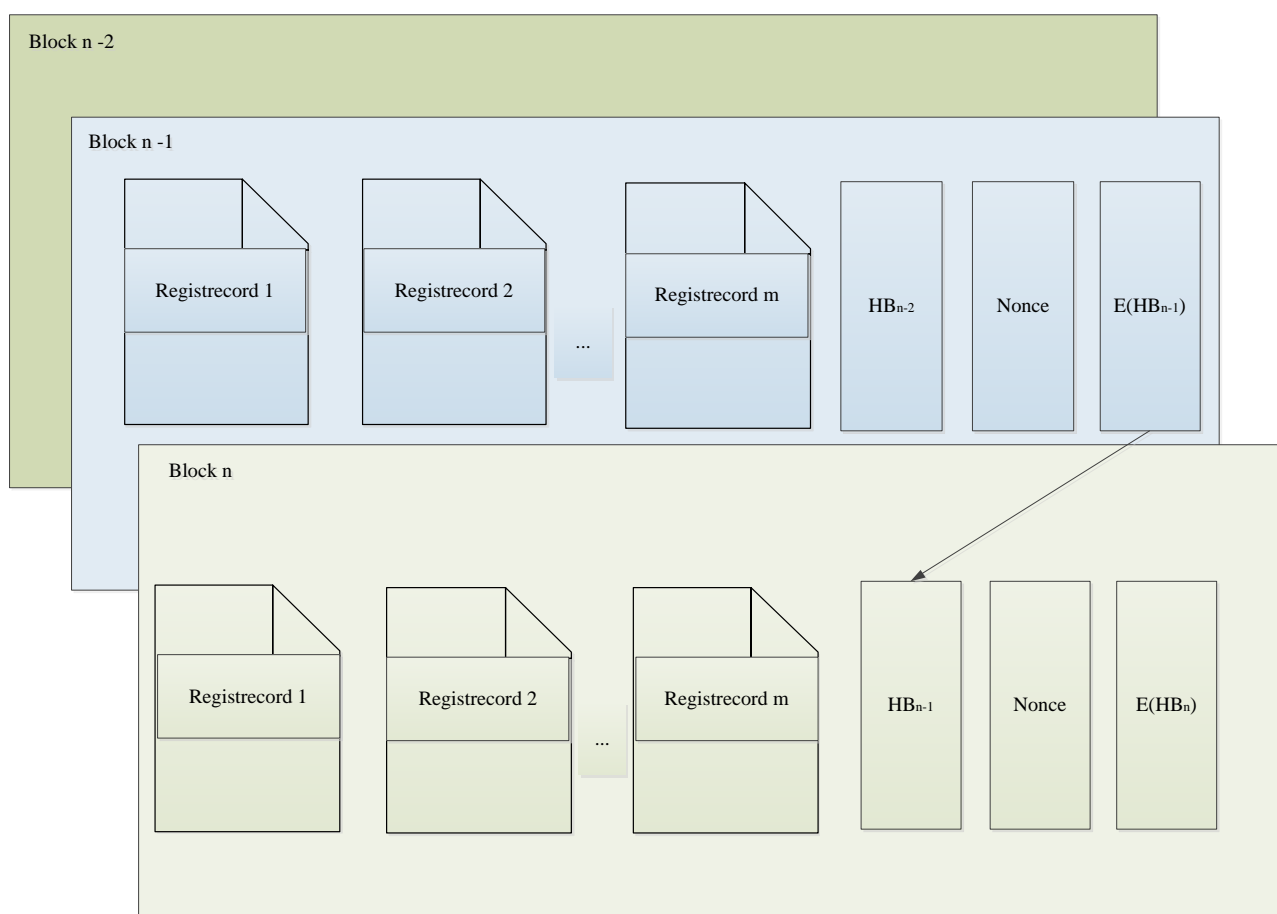 Block n -2
Block n -1
Registrecord 1
Registrecord 2
...
Registrecord m
HBn-2
Nonce
E(HBn-1)
Block n
Registrecord 1
Registrecord 2
...
Registrecord m
HBn-1
Nonce
E(HBn)